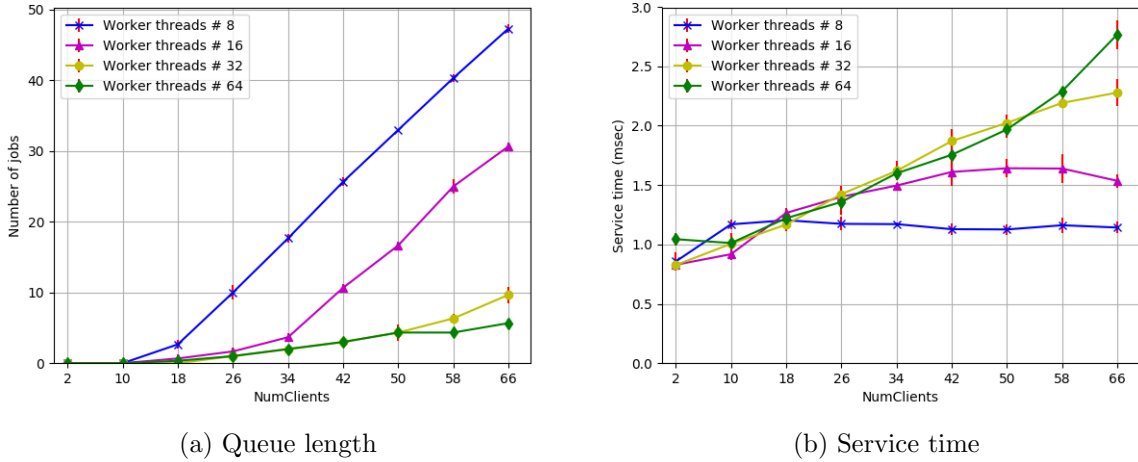 50
40
30
20
10
0
Number of jobs
Worker threads # 8
Worker threads # 16
Worker threads # 32
Worker threads # 64
2 10 18 26 34 42 50 58 66
NumClients
(a) Queue length
3.0
2.5
2.0
1.5
1.0
0.5
0.0
Service time (msec)
Worker threads # 8
Worker threads # 16
Worker threads # 32
Worker threads # 64
2 10 18 26 34 42 50 58 66
NumClients
(b) Service time